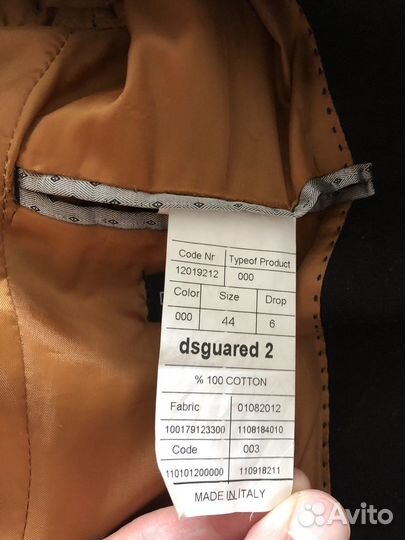 Code Nr Typeof Product
12019212 000
Color Size Drop
000 44 6
dsguared 2
% 100 COTTON
Fabric 01082012
100179123300 1108184010
Code 003
110101200000 110918211
MADE IN ITALY
Avito